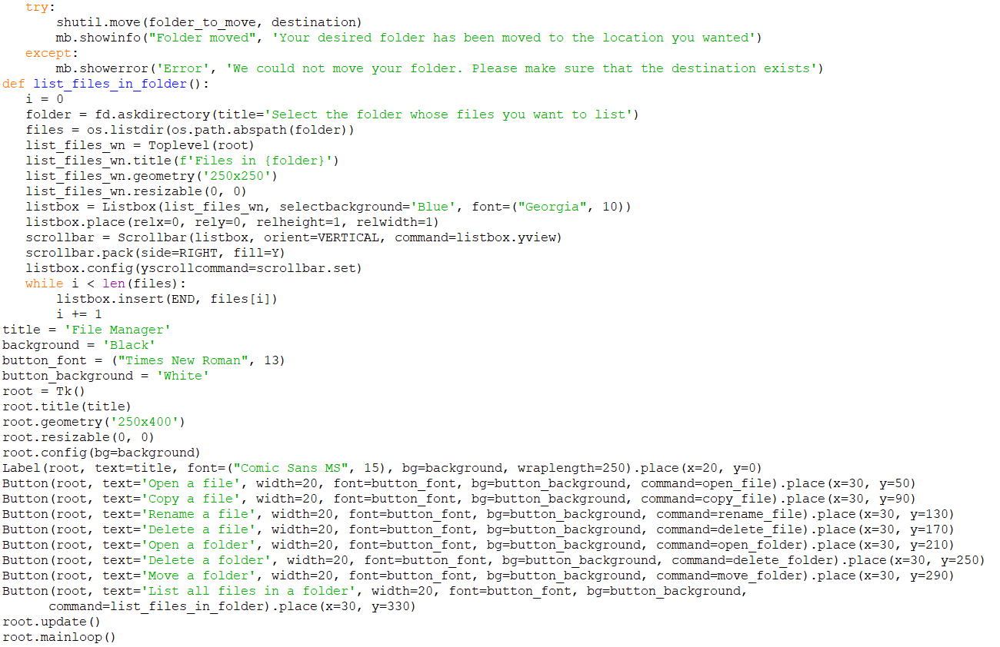 try:
shutil.move(folder_to_move, destination)
mb.showinfo("Folder moved", 'Your desired folder has been moved to the location you wanted')
except:
mb.showerror('Error', 'We could not move your folder. Please make sure that the destination exists')
def list_files_in_folder():
i = 0
folder = fd.askdirectory(title='Select the folder whose files you want to list')
files = os.listdir(os.path.abspath(folder))
list_files_wn = Toplevel(root)
list_files_wn.title(f'Files in {folder}')
list_files_wn.geometry('250x250')
list_files_wn.resizable(0, 0)
listbox = Listbox(list_files_wn, selectbackground='Blue', font=("Georgia", 10))
listbox.place(relx=0, rely=0, relheight=1, relwidth=1)
scrollbar = Scrollbar(listbox, orient=VERTICAL, command=listbox.yview)
scrollbar.pack(side=RIGHT, fill=Y)
listbox.config(yscrollcommand=scrollbar.set)
while i < len(files):
listbox.insert(END, files[i])
i += 1
title = 'File Manager'
background = 'Black'
button_font = ("Times New Roman", 13)
button_background = 'White'
root = Tk()
root.title(title)
root.geometry('250x400')
root.resizable(0, 0)
root.config(bg=background)
Label(root, text=title, font=("Comic Sans MS", 15), bg=background, wraplength=250).place(x=20, y=0)
Button(root, text='Open a file', width=20, font=button_font, bg=button_background, command=open_file).place(x=30, y=50)
Button(root, text='Copy a file', width=20, font=button_font, bg=button_background, command=copy_file).place(x=30, y=90)
Button(root, text='Rename a file', width=20, font=button_font, bg=button_background, command=rename_file).place(x=30, y=130)
Button(root, text='Delete a file', width=20, font=button_font, bg=button_background, command=delete_file).place(x=30, y=170)
Button(root, text='Open a folder', width=20, font=button_font, bg=button_background, command=open_folder).place(x=30, y=210)
Button(root, text='Delete a folder', width=20, font=button_font, bg=button_background, command=delete_folder).place(x=30, y=250)
Button(root, text='Move a folder', width=20, font=button_font, bg=button_background, command=move_folder).place(x=30, y=290)
Button(root, text='List all files in a folder', width=20, font=button_font, bg=button_background,
command=list_files_in_folder).place(x=30, y=330)
root.update()
root.mainloop()